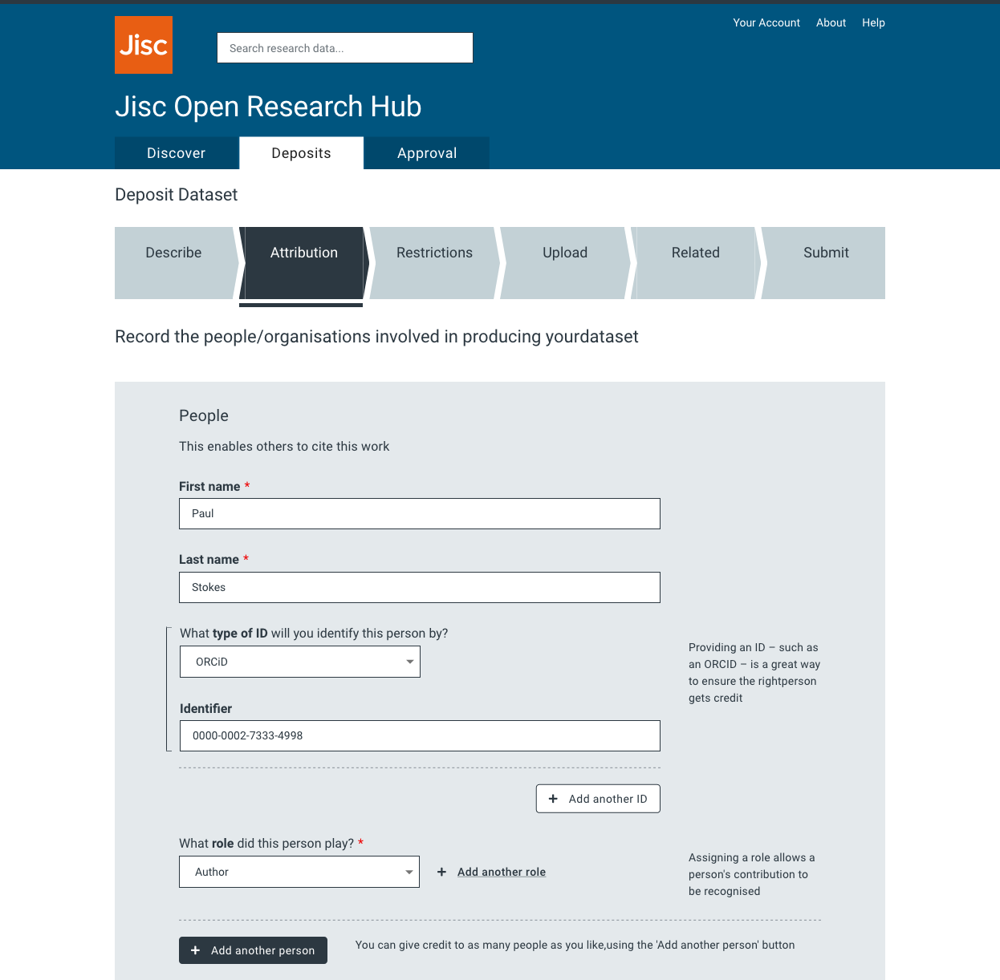 Jisc
Search research data...
Your Account About Help
Jisc Open Research Hub
Discover Deposits Approval
Deposit Dataset
Describe Attribution Restrictions Upload Related Submit
Record the people/organisations involved in producing yourdataset
People
This enables others to cite this work
First name *
Paul
Last name *
Stokes
What type of ID will you identify this person by?
ORCiD
Providing an ID – such as
an ORCID – is a great way
to ensure the rightperson
gets credit
Identifier
0000-0002-7333-4998
+ Add another ID
What role did this person play? *
Author
+ Add another role
Assigning a role allows a
person's contribution to
be recognised
+ Add another person
You can give credit to as many people as you like,using the 'Add another person' button